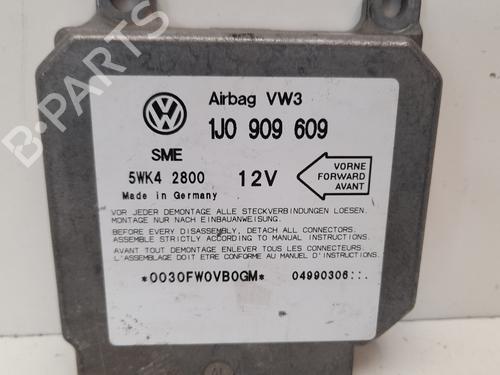 B-PARTS
Airbag VW3
1J0 909 609
SME
5WK4 2800
12V
VORNE
FORWARD
AVANT
Made in Germany
VOR JEDER DEMONTAGE ALLE STECKVERBINDUNGEN LOESEN.
MONTAGE NUR NACH EINBAUANWEISUNG.
BEFORE EVERY DISASSEMBLY, DETACH ALL CONNECTORS.
ASSEMBLE STRICTLY ACCORDING TO MANUAL INSTRUCTIONS.
AVANT TOUT DEMONTAGE ENLEVER TOUS LES CONNECTEURS.
L'ASSEMBLAGE DOIT ETRE CONFORME AU MANUEL D'INSTRUCTIONS.
*0030FW0VB0GM*
04990306::.